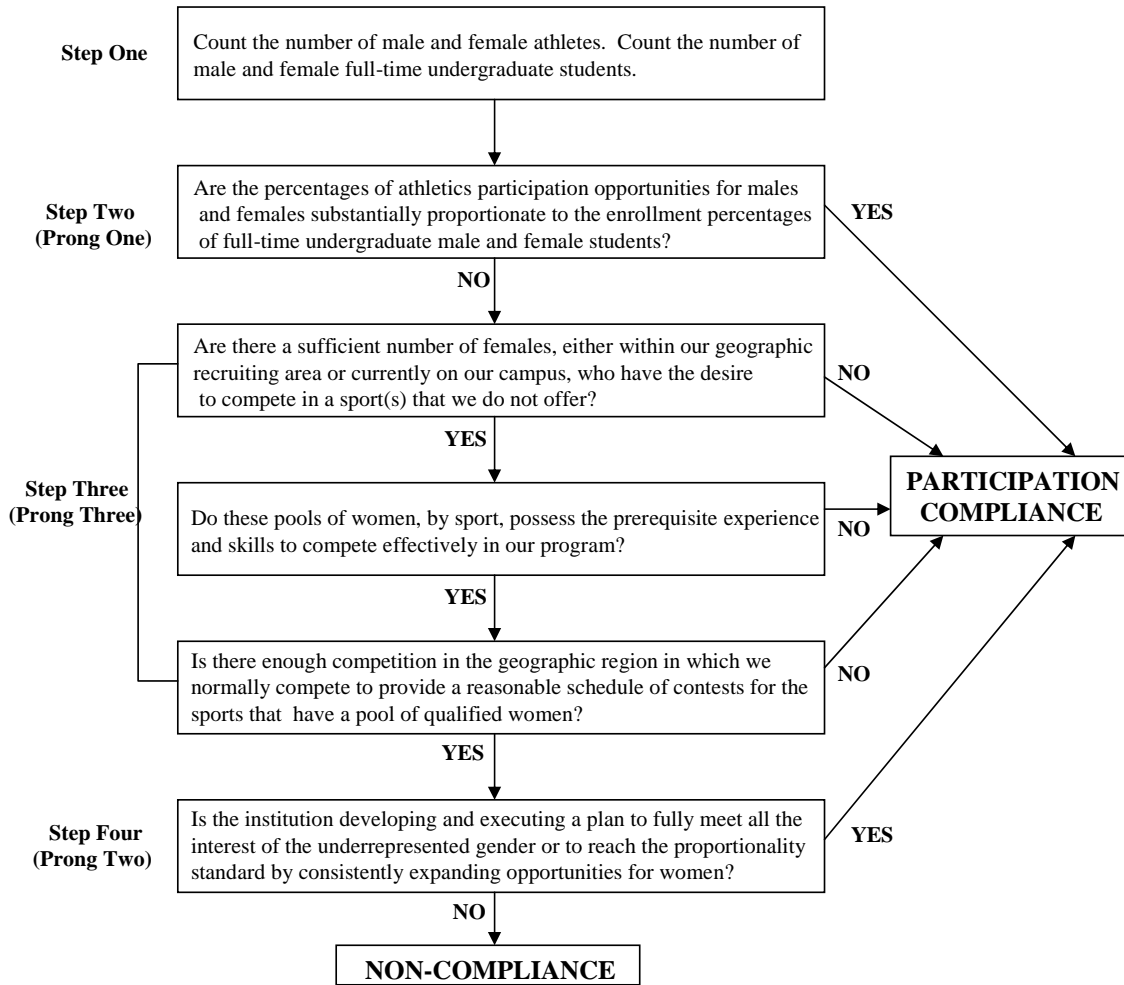 Step One
Count the number of male and female athletes.  Count the number of
male and female full-time undergraduate students.
Step Two
(Prong One)
Are the percentages of athletics participation opportunities for males
and females substantially proportionate to the enrollment percentages
of full-time undergraduate male and female students?
YES
NO
Are there a sufficient number of females, either within our geographic
recruiting area or currently on our campus, who have the desire
to compete in a sport(s) that we do not offer?
NO
YES
Step Three
(Prong Three)
Do these pools of women, by sport, possess the prerequisite experience
and skills to compete effectively in our program?
NO
PARTICIPATION
COMPLIANCE
YES
Is there enough competition in the geographic region in which we
normally compete to provide a reasonable schedule of contests for the
sports that  have a pool of qualified women?
NO
YES
Step Four
(Prong Two)
Is the institution developing and executing a plan to fully meet all the
interest of the underrepresented gender or to reach the proportionality
standard by consistently expanding opportunities for women?
YES
NO
NON-COMPLIANCE